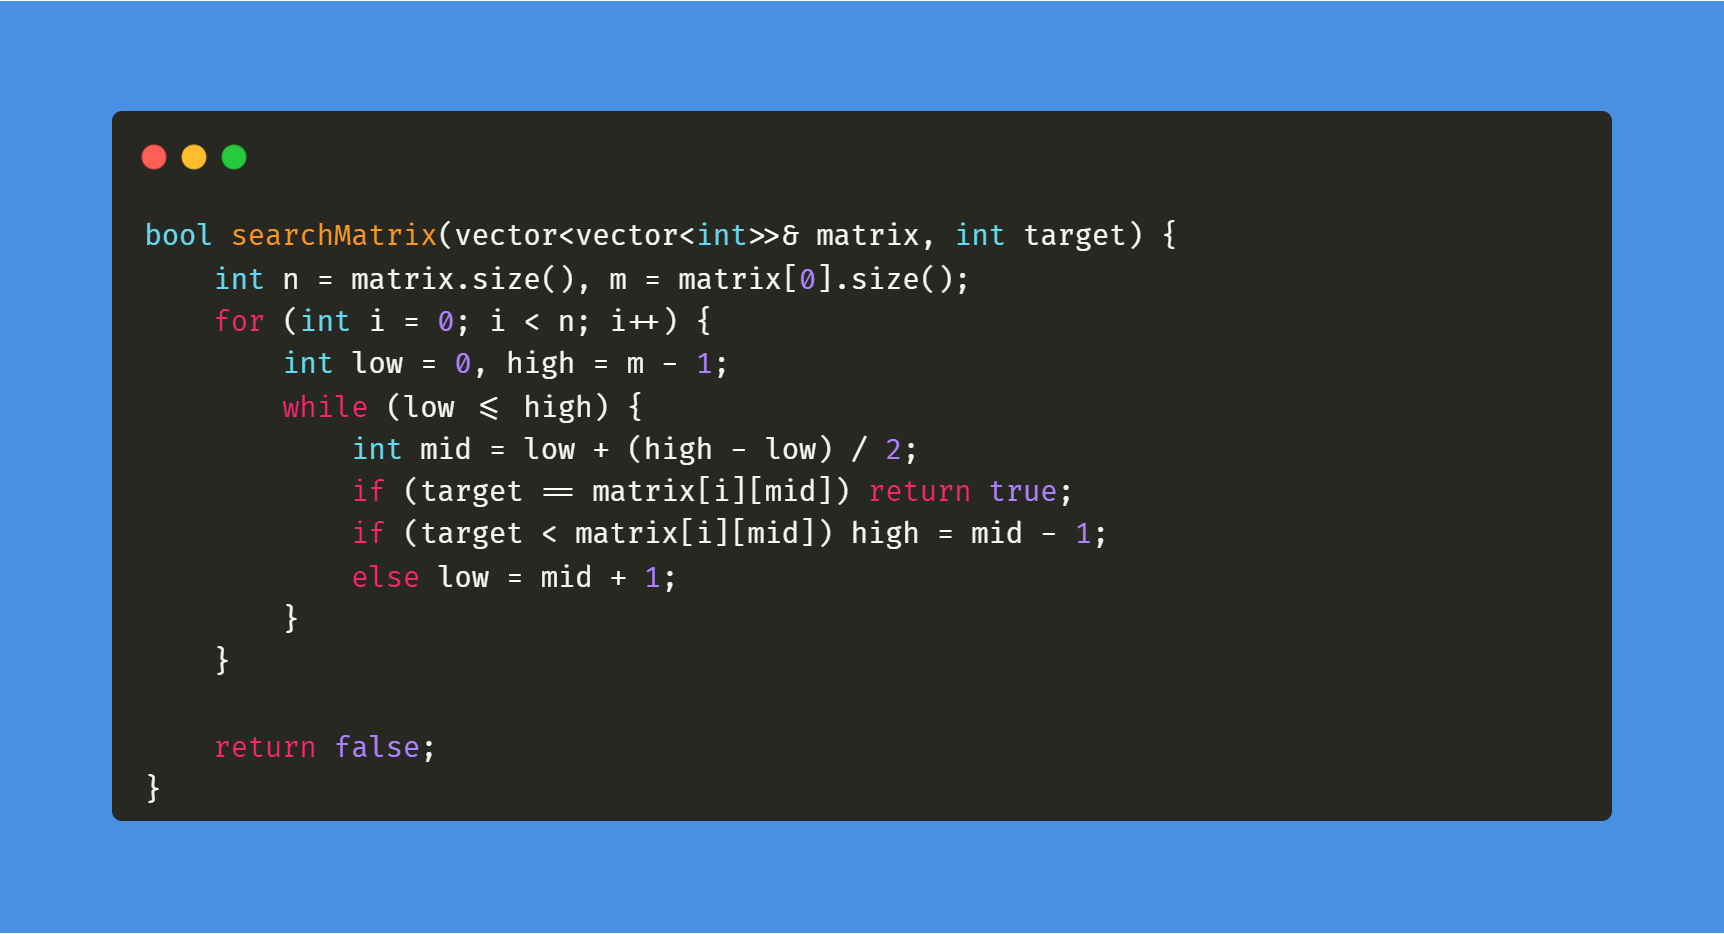 bool searchMatrix(vector<vector<int>>& matrix, int target) {
    int n = matrix.size(), m = matrix[0].size();
    for (int i = 0; i < n; i++) {
        int low = 0, high = m - 1;
        while (low <= high) {
            int mid = low + (high - low) / 2;
            if (target == matrix[i][mid]) return true;
            if (target < matrix[i][mid]) high = mid - 1;
            else low = mid + 1;
        }
    }

    return false;
}